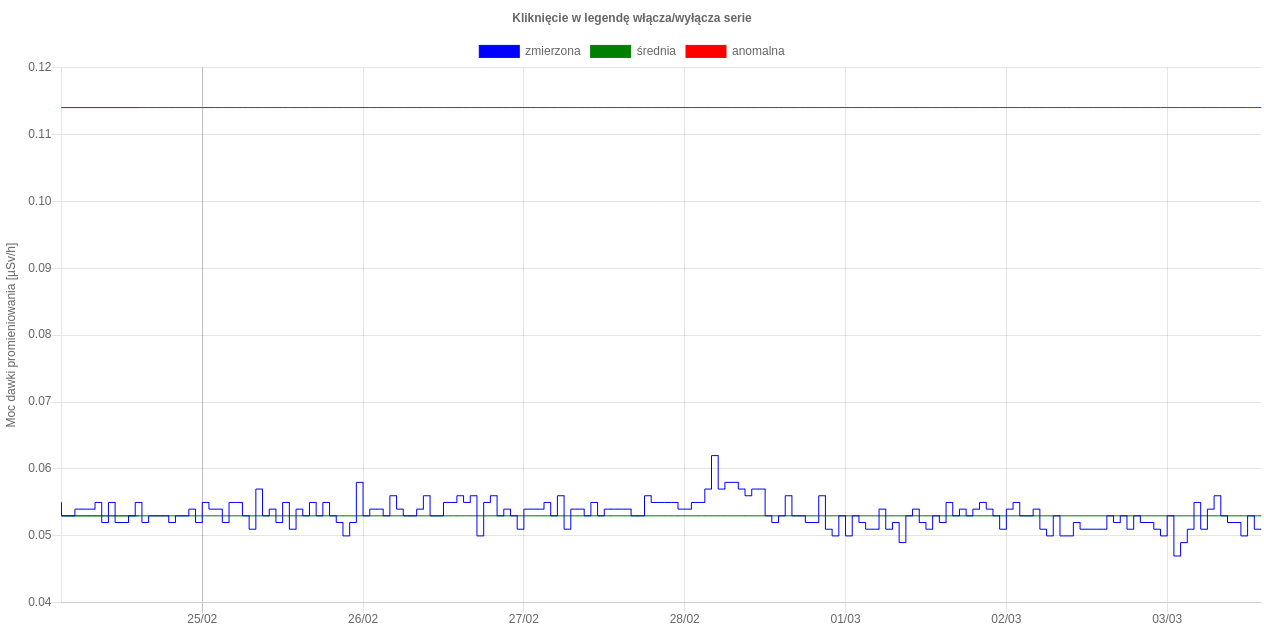 Kliknięcie w legendę włącza/wyłącza serie
zmierzona średnia anomalna
Moc dawki promieniowania [µSv/h]
0.12
0.11
0.10
0.09
0.08
0.07
0.06
0.05
0.04
25/02 26/02 27/02 28/02 01/03 02/03 03/03